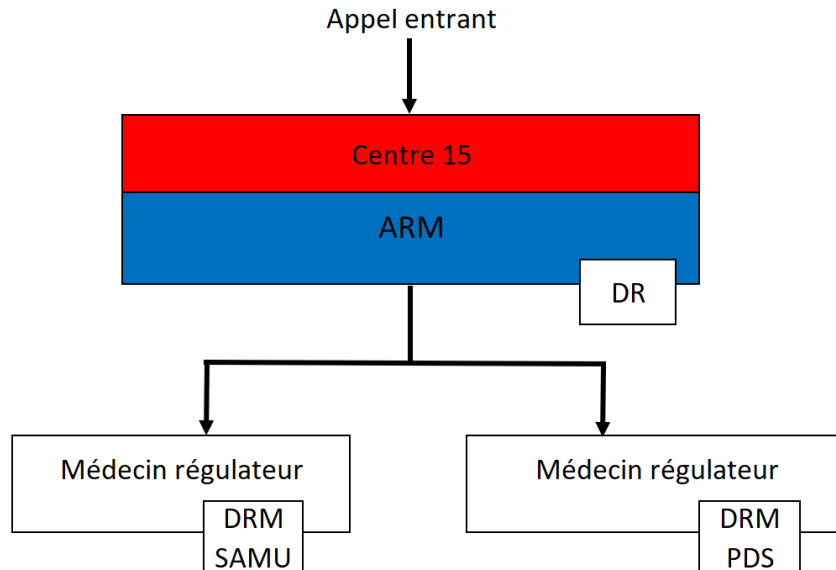 Appel entrant
Centre 15
ARM
DR
Médecin régulateur
DRM
SAMU
Médecin régulateur
DRM
PDS